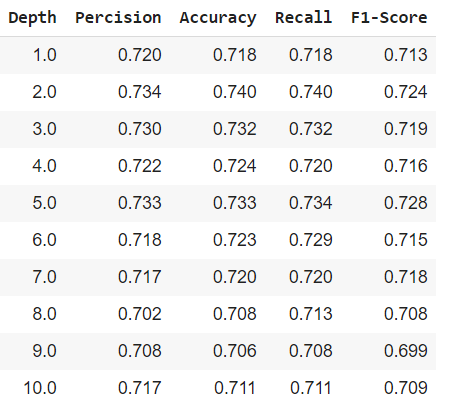 Depth Percision Accuracy Recall F1-Score
1.0 0.720 0.718 0.718 0.713
2.0 0.734 0.740 0.740 0.724
3.0 0.730 0.732 0.732 0.719
4.0 0.722 0.724 0.720 0.716
5.0 0.733 0.733 0.734 0.728
6.0 0.718 0.723 0.729 0.715
7.0 0.717 0.720 0.720 0.718
8.0 0.702 0.708 0.713 0.708
9.0 0.708 0.706 0.708 0.699
10.0 0.717 0.711 0.711 0.709